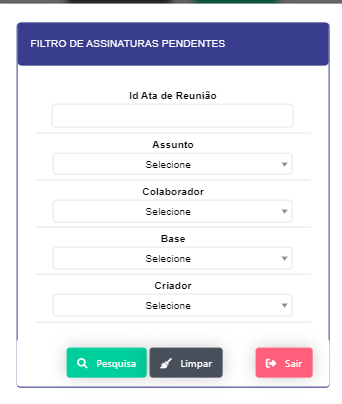 FILTRO DE ASSINATURAS PENDENTES
Id Ata de Reunião
Assunto
Selecione
Colaborador
Selecione
Base
Selecione
Criador
Selecione
Pesquisa Limpar Sair